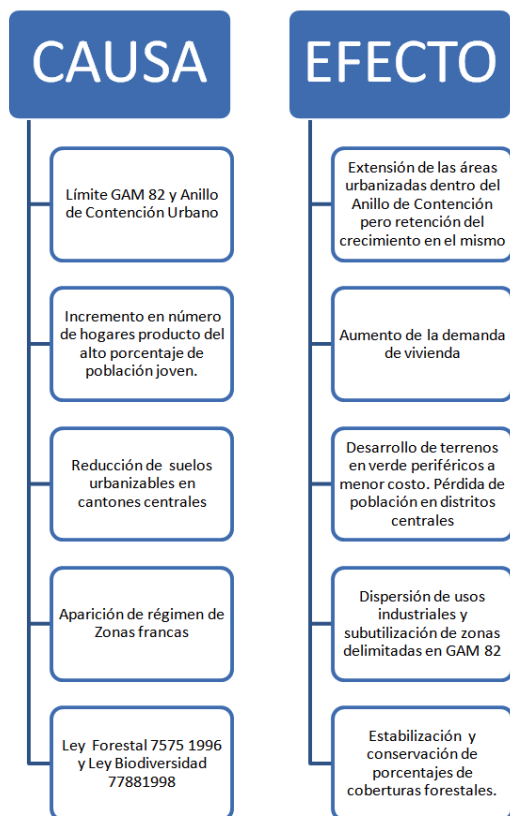 CAUSA
Límite GAM 82 y Anillo
de Contención Urbano
Incremento en número
de hogares producto del
alto porcentaje de
población joven.
Reducción de suelos
urbanizables en
cantones centrales
Aparición de régimen de
Zonas francas
Ley Forestal 7575 1996
y Ley Biodiversidad
77881998
EFECTO
Extensión de las áreas
urbanizadas dentro del
Anillo de Contención
pero retención del
crecimiento en el mismo
Aumento de la demanda
de vivienda
Desarrollo de terrenos
en verde periféricos a
menor costo. Pérdida de
población en distritos
centrales
Dispersión de usos
industriales y
subutilización de zonas
delimitadas en GAM 82
Estabilización y
conservación de
porcentajes de
coberturas forestales.